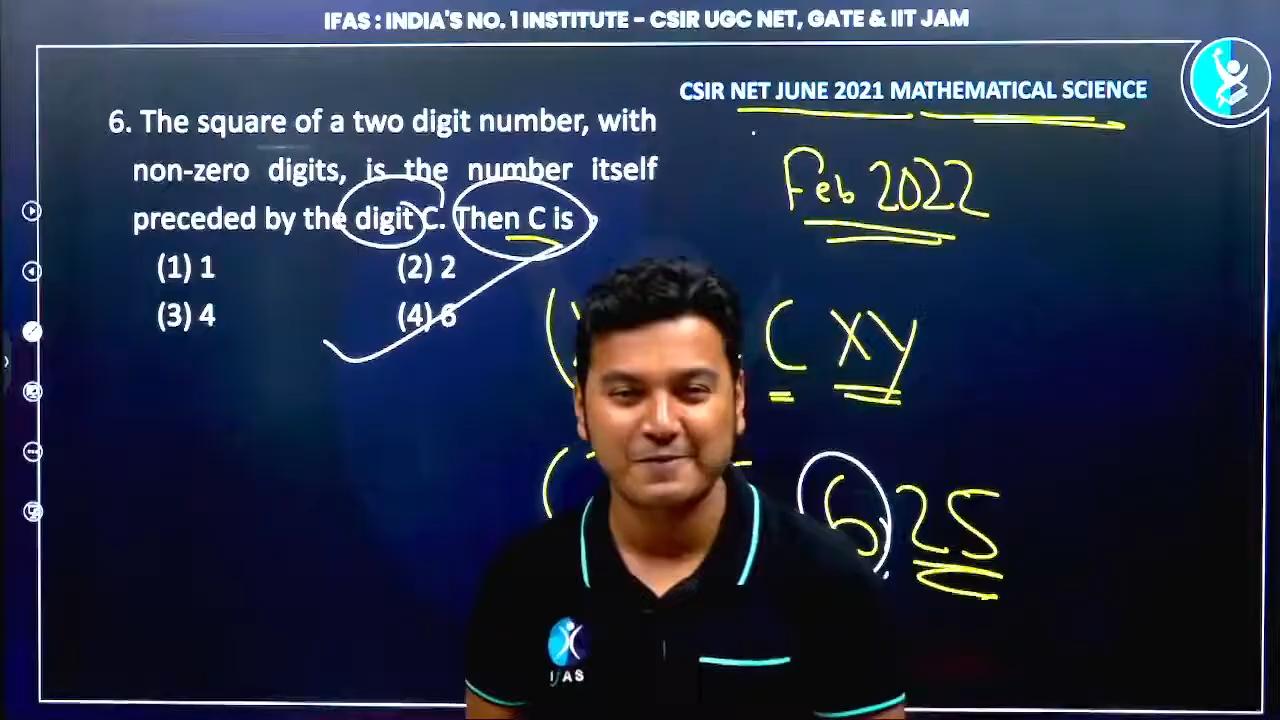 IFAS : INDIA'S NO. 1 INSTITUTE - CSIR UGC NET, GATE & IIT JAM
CSIR NET JUNE 2021 MATHEMATICAL SCIENCE
6. The square of a two digit number, with
non-zero digits, is the number itself
preceded by the digit C. Then C is
(1) 1 (2) 2
(3) 4 (4) 6
Feb 2022
( C xy
( 6 25
IFAS